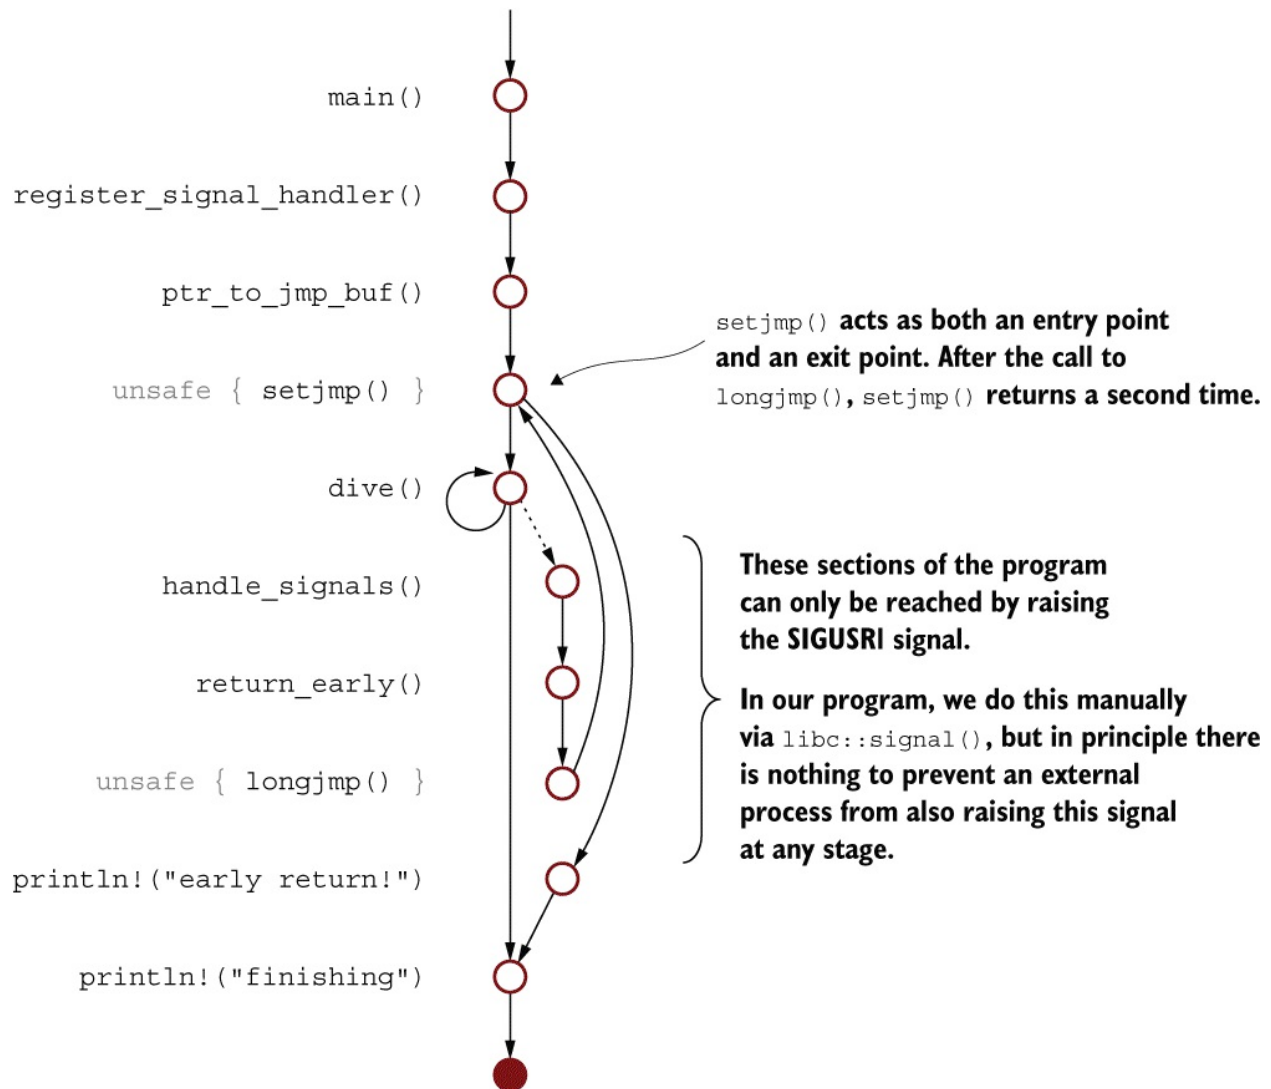 main()
register_signal_handler()
ptr_to_jmp_buf()
setjmp() acts as both an entry point
and an exit point. After the call to
longjmp(), setjmp() returns a second time.
unsafe { setjmp() }
dive()
These sections of the program
can only be reached by raising
the SIGUSRI signal.
handle_signals()
return_early()
In our program, we do this manually
via libc::signal(), but in principle there
is nothing to prevent an external
process from also raising this signal
at any stage.
unsafe { longjmp() }
println!("early return!")
println!("finishing")